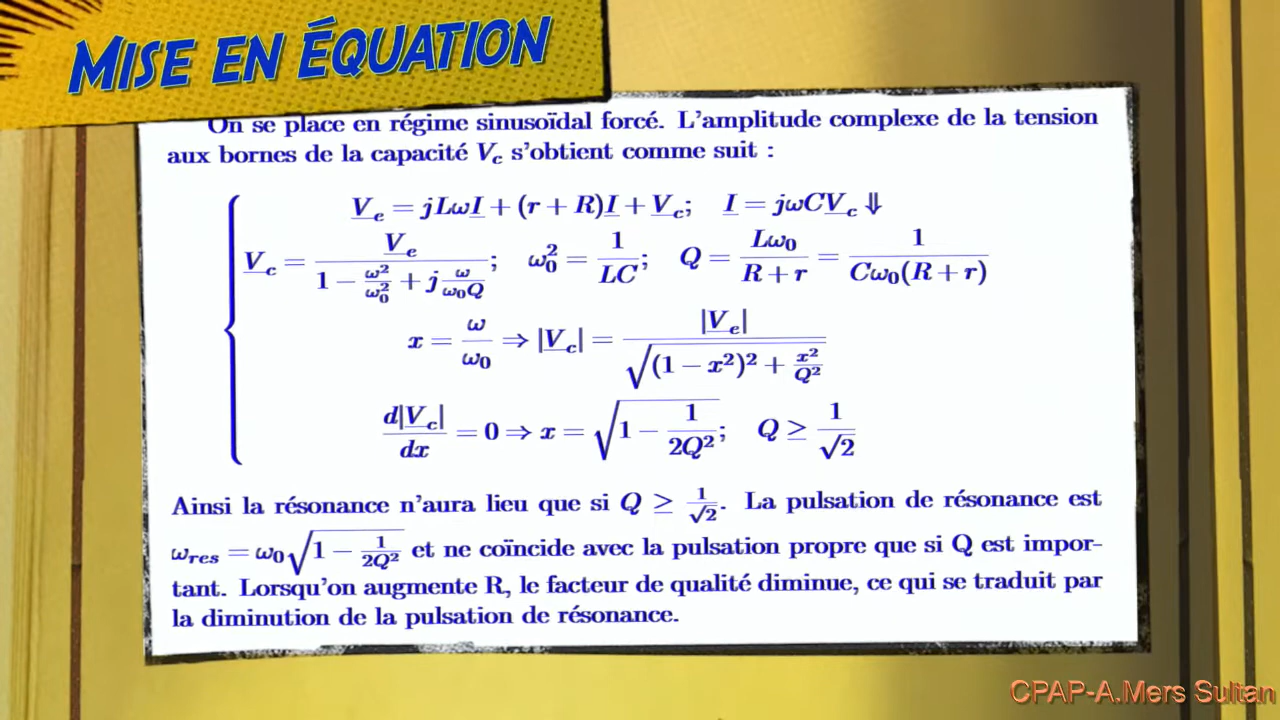 MISE EN ÉQUATION
On se place en régime sinusoïdal forcé. L'amplitude complexe de la tension
aux bornes de la capacité V_c s'obtient comme suit :
V_e = jLωI + (r + R)I + V_c; I = jωCV_c ⇓
V_c = V_e / (1 − ω²/ω₀² + j ω/(ω₀Q)); ω₀² = 1/(LC); Q = Lω₀/(R + r) = 1/(Cω₀(R + r))
x = ω/ω₀ ⇒ |V_c| = |V_e| / √((1 − x²)² + x²/Q²)
d|V_c|/dx = 0 ⇒ x = √(1 − 1/(2Q²)); Q ≥ 1/√2
Ainsi la résonance n'aura lieu que si Q ≥ 1/√2. La pulsation de résonance est
ω_res = ω₀√(1 − 1/(2Q²)) et ne coïncide avec la pulsation propre que si Q est impor-
tant. Lorsqu'on augmente R, le facteur de qualité diminue, ce qui se traduit par
la diminution de la pulsation de résonance.
CPAP-A.Mers Sultan